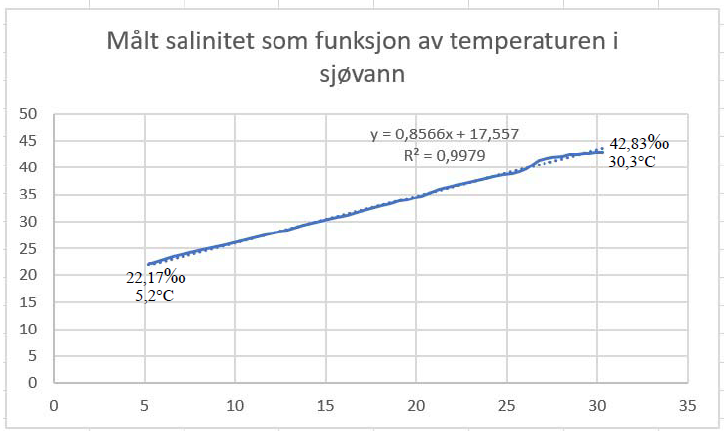 Målt salinitet som funksjon av temperaturen i
sjøvann
50
45
40
35
30
25
20
15
10
5
0
y = 0,8566x + 17,557
R² = 0,9979
42,83‰
30,3°C
22,17‰
5,2°C
0 5 10 15 20 25 30 35